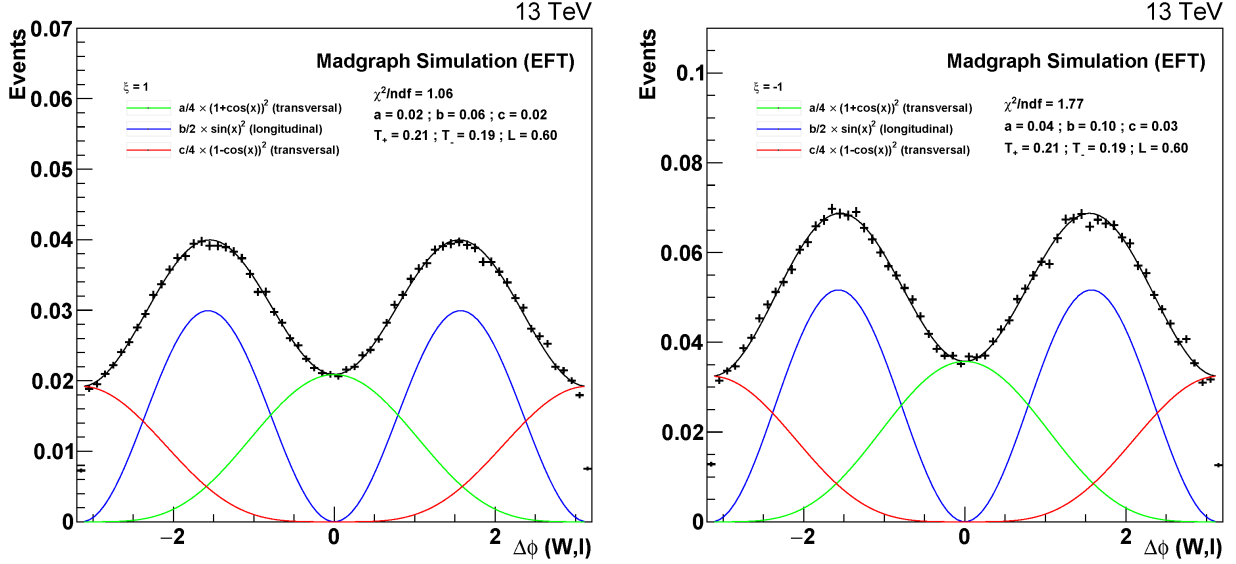 13 TeV
Events
0.07
0.06
0.05
0.04
0.03
0.02
0.01
0
Madgraph Simulation (EFT)
ξ = 1
a/4 × (1+cos(x))² (transversal)
b/2 × sin(x)² (longitudinal)
c/4 × (1-cos(x))² (transversal)
χ²/ndf = 1.06
a = 0.02 ; b = 0.06 ; c = 0.02
T₊ = 0.21 ; T₋ = 0.19 ; L = 0.60
−2
0
2
Δϕ (W,l)
13 TeV
Events
0.1
0.08
0.06
0.04
0.02
0
Madgraph Simulation (EFT)
ξ = -1
a/4 × (1+cos(x))² (transversal)
b/2 × sin(x)² (longitudinal)
c/4 × (1-cos(x))² (transversal)
χ²/ndf = 1.77
a = 0.04 ; b = 0.10 ; c = 0.03
T₊ = 0.21 ; T₋ = 0.19 ; L = 0.60
−2
0
2
Δϕ (W,l)